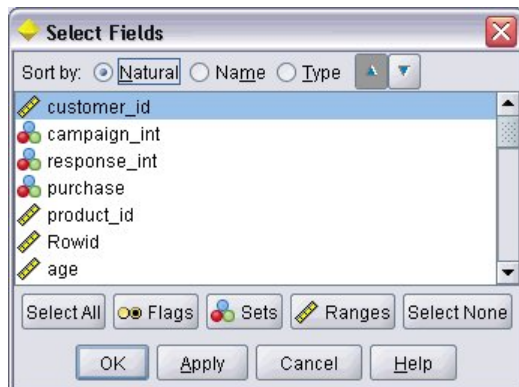 Select Fields
Sort by: Natural Name Type
customer_id
campaign_int
response_int
purchase
product_id
Rowid
age
Select All Flags Sets Ranges Select None
OK Apply Cancel Help